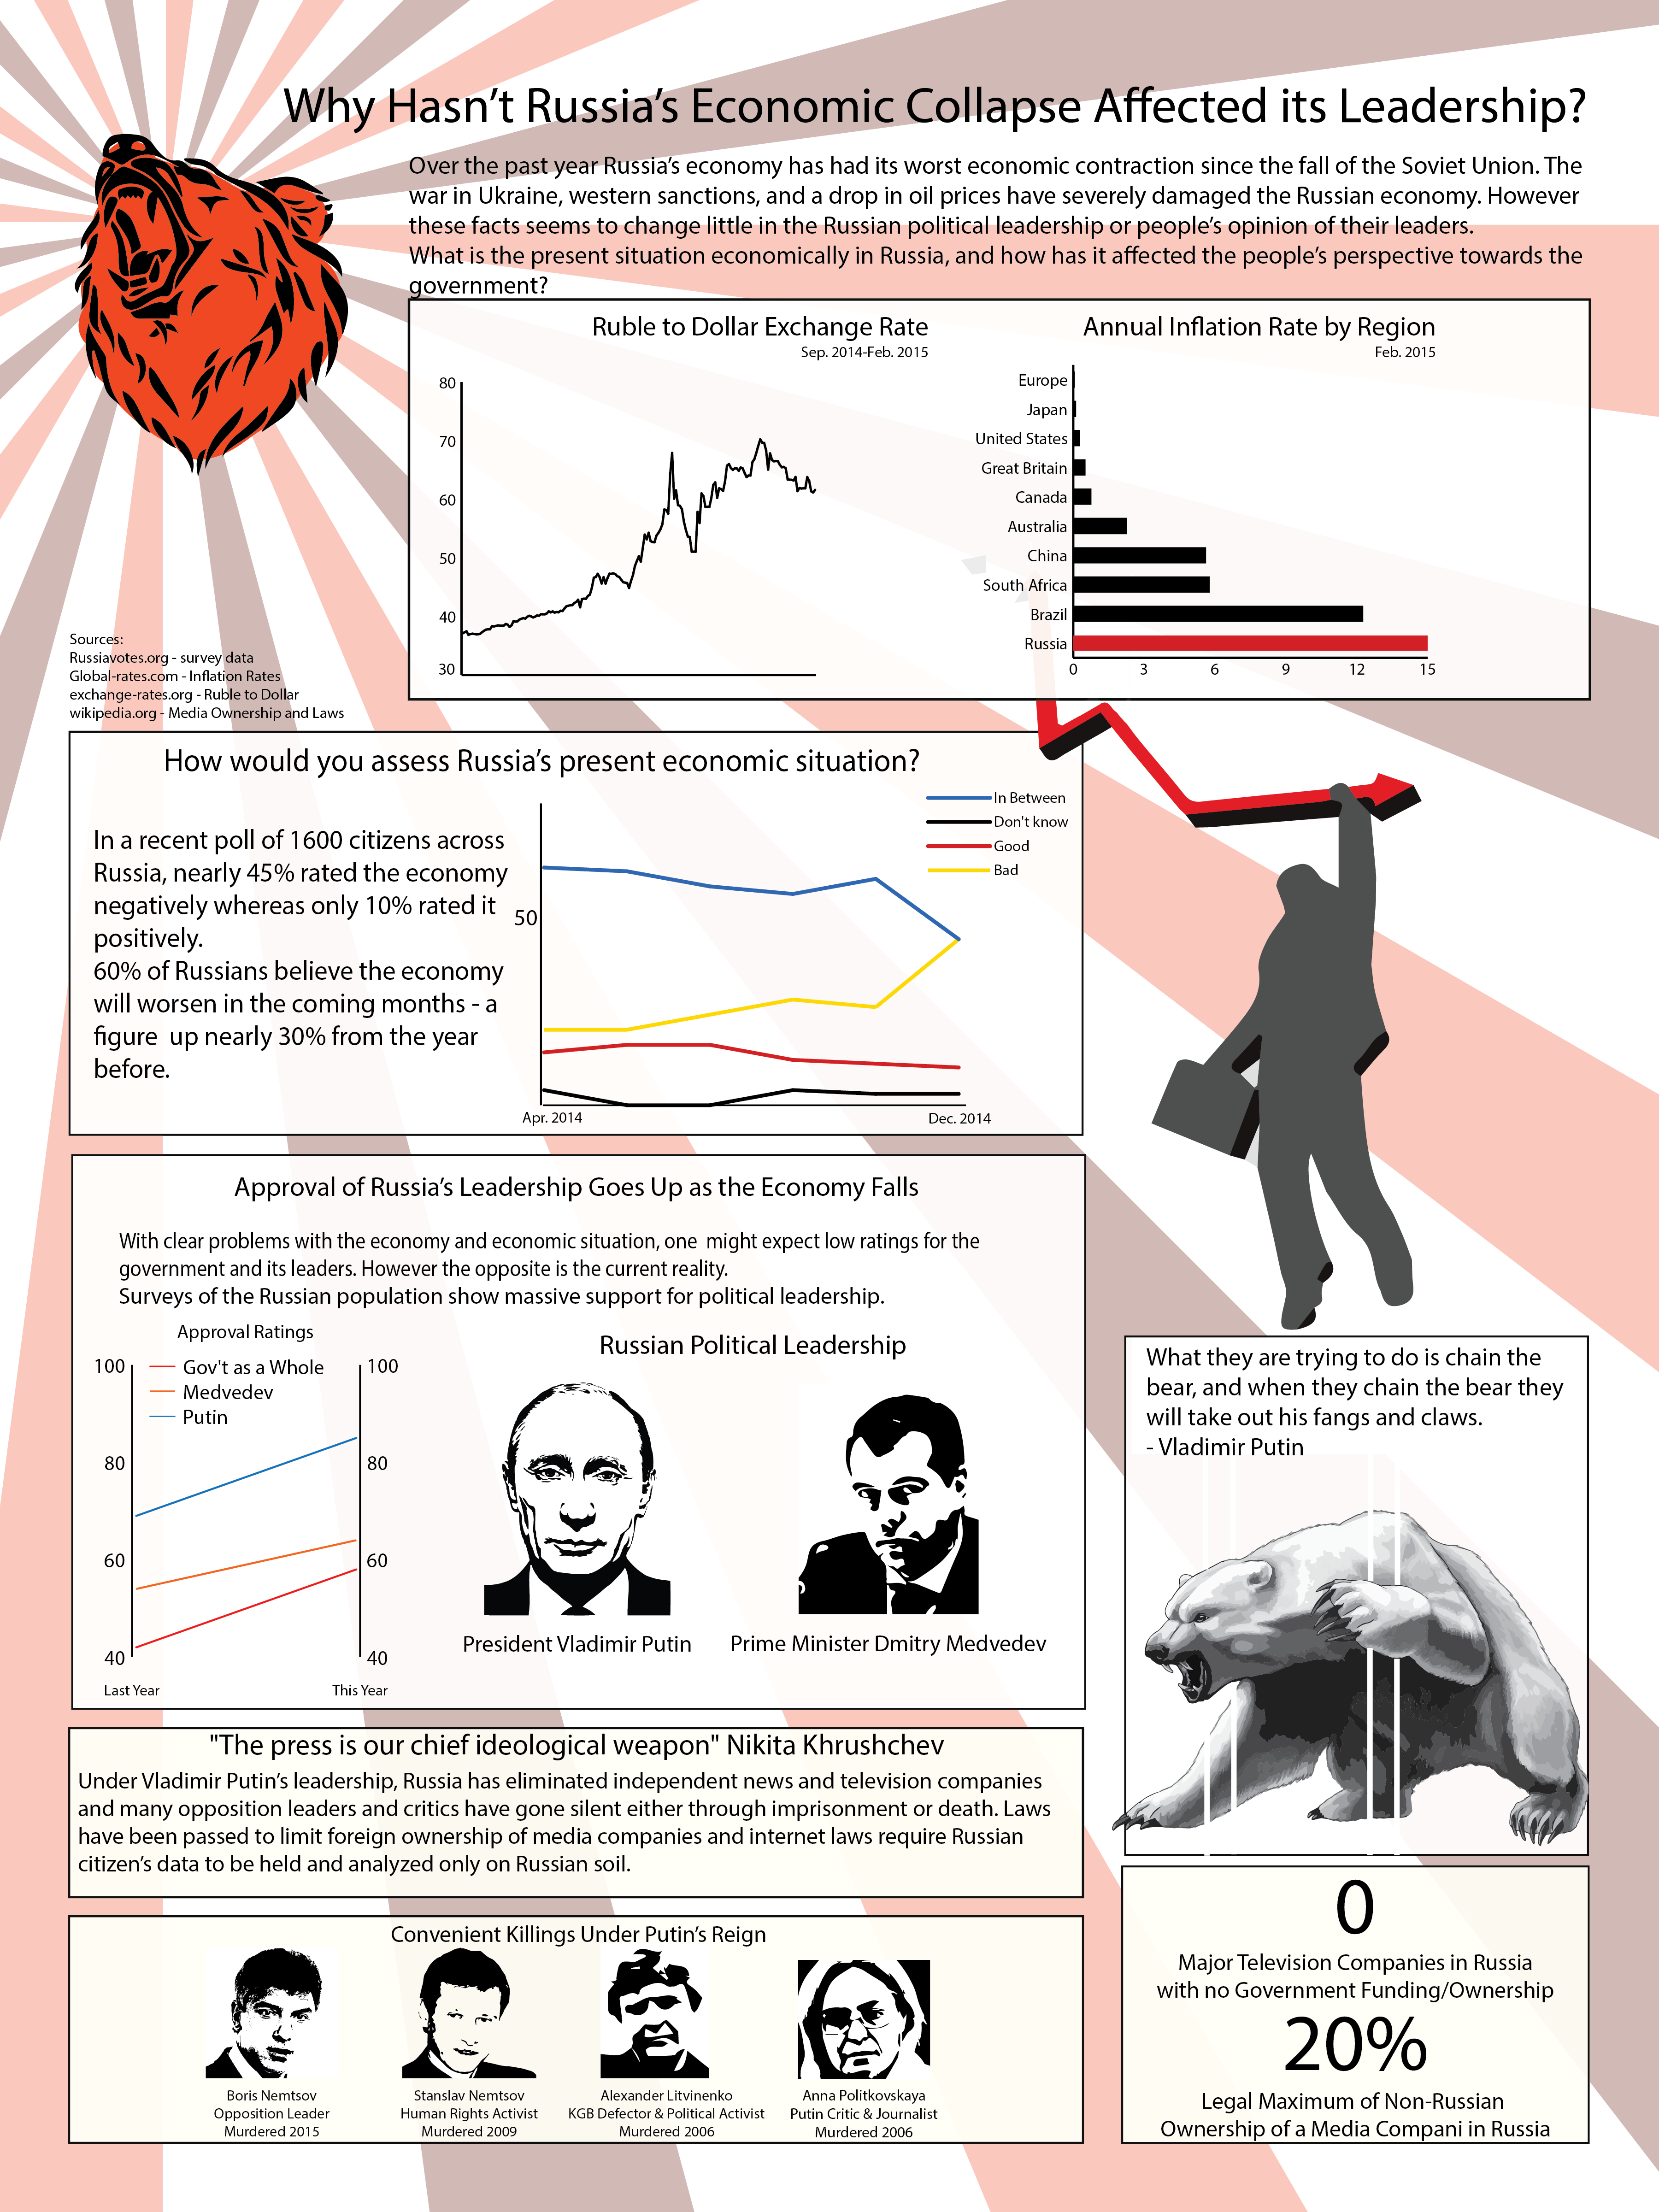 Why Hasn't Russia's Economic Collapse Affected its Leadership?
Over the past year Russia's economy has had its worst economic contraction since the fall of the Soviet Union. The
war in Ukraine, western sanctions, and a drop in oil prices have severely damaged the Russian economy. However
these facts seems to change little in the Russian political leadership or people's opinion of their leaders.
What is the present situation economically in Russia, and how has it affected the people's perspective towards the
government?
Ruble to Dollar Exchange Rate
Sep. 2014-Feb. 2015
80
70
60
50
40
30
Annual Inflation Rate by Region
Feb. 2015
Europe
Japan
United States
Great Britain
Canada
Australia
China
South Africa
Brazil
Russia
0 3 6 9 12 15
Sources:
Russiavotes.org - survey data
Global-rates.com - Inflation Rates
exchange-rates.org - Ruble to Dollar
wikipedia.org - Media Ownership and Laws
How would you assess Russia's present economic situation?
In a recent poll of 1600 citizens across
Russia, nearly 45% rated the economy
negatively whereas only 10% rated it
positively.
60% of Russians believe the economy
will worsen in the coming months - a
figure  up nearly 30% from the year
before.
In Between
Don't know
Good
Bad
50
Apr. 2014
Dec. 2014
Approval of Russia's Leadership Goes Up as the Economy Falls
With clear problems with the economy and economic situation, one  might expect low ratings for the
government and its leaders. However the opposite is the current reality.
Surveys of the Russian population show massive support for political leadership.
Approval Ratings
Gov't as a Whole
Medvedev
Putin
100 100
80 80
60 60
40 40
Last Year This Year
Russian Political Leadership
President Vladimir Putin
Prime Minister Dmitry Medvedev
What they are trying to do is chain the
bear, and when they chain the bear they
will take out his fangs and claws.
- Vladimir Putin
"The press is our chief ideological weapon" Nikita Khrushchev
Under Vladimir Putin's leadership, Russia has eliminated independent news and television companies
and many opposition leaders and critics have gone silent either through imprisonment or death. Laws
have been passed to limit foreign ownership of media companies and internet laws require Russian
citizen's data to be held and analyzed only on Russian soil.
Convenient Killings Under Putin's Reign
Boris Nemtsov
Opposition Leader
Murdered 2015
Stanslav Nemtsov
Human Rights Activist
Murdered 2009
Alexander Litvinenko
KGB Defector & Political Activist
Murdered 2006
Anna Politkovskaya
Putin Critic & Journalist
Murdered 2006
0
Major Television Companies in Russia
with no Government Funding/Ownership
20%
Legal Maximum of Non-Russian
Ownership of a Media Compani in Russia